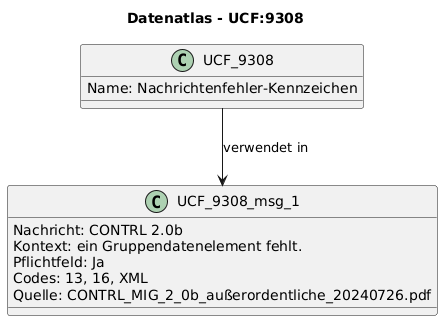 Datenatlas - UCF:9308
C UCF_9308
Name: Nachrichtenfehler-Kennzeichen
verwendet in
C UCF_9308_msg_1
Nachricht: CONTRL 2.0b
Kontext: ein Gruppendatenelement fehlt.
Pflichtfeld: Ja
Codes: 13, 16, XML
Quelle: CONTRL_MIG_2_0b_außerordentliche_20240726.pdf